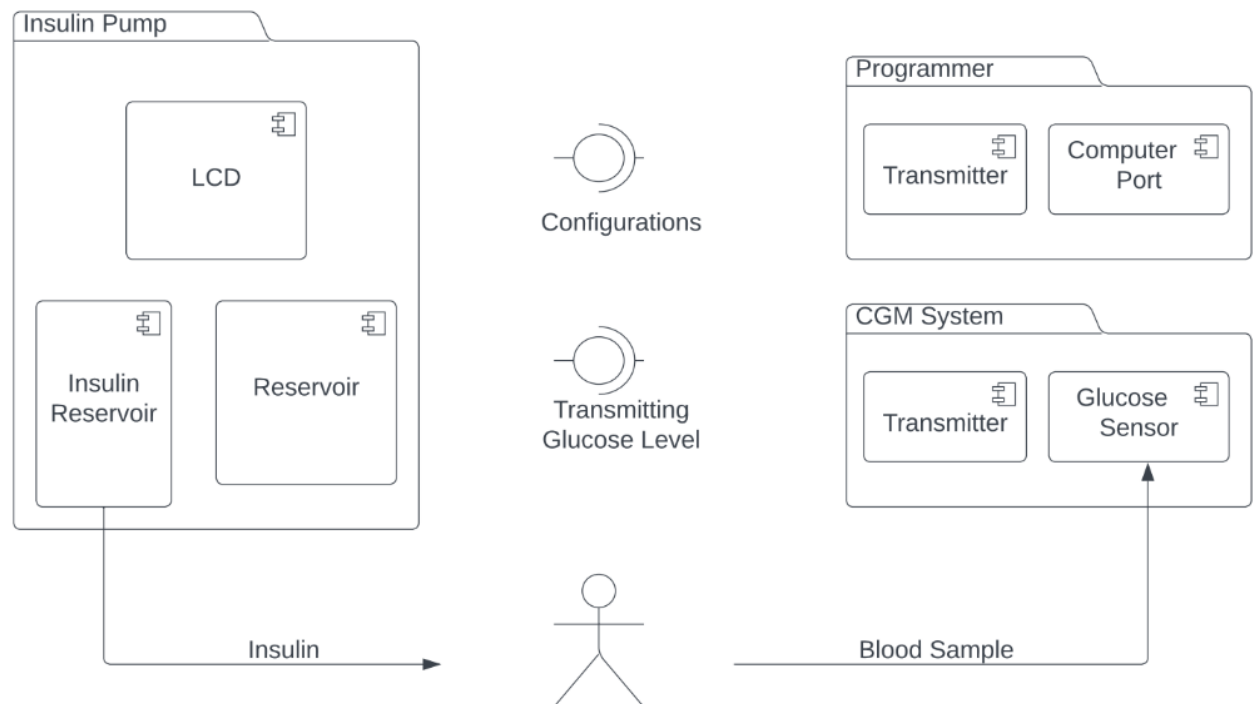 Insulin Pump
LCD
Insulin
Reservoir
Reservoir
Configurations
Transmitting
Glucose Level
Programmer
Transmitter
Computer
Port
CGM System
Transmitter
Glucose
Sensor
Insulin
Blood Sample